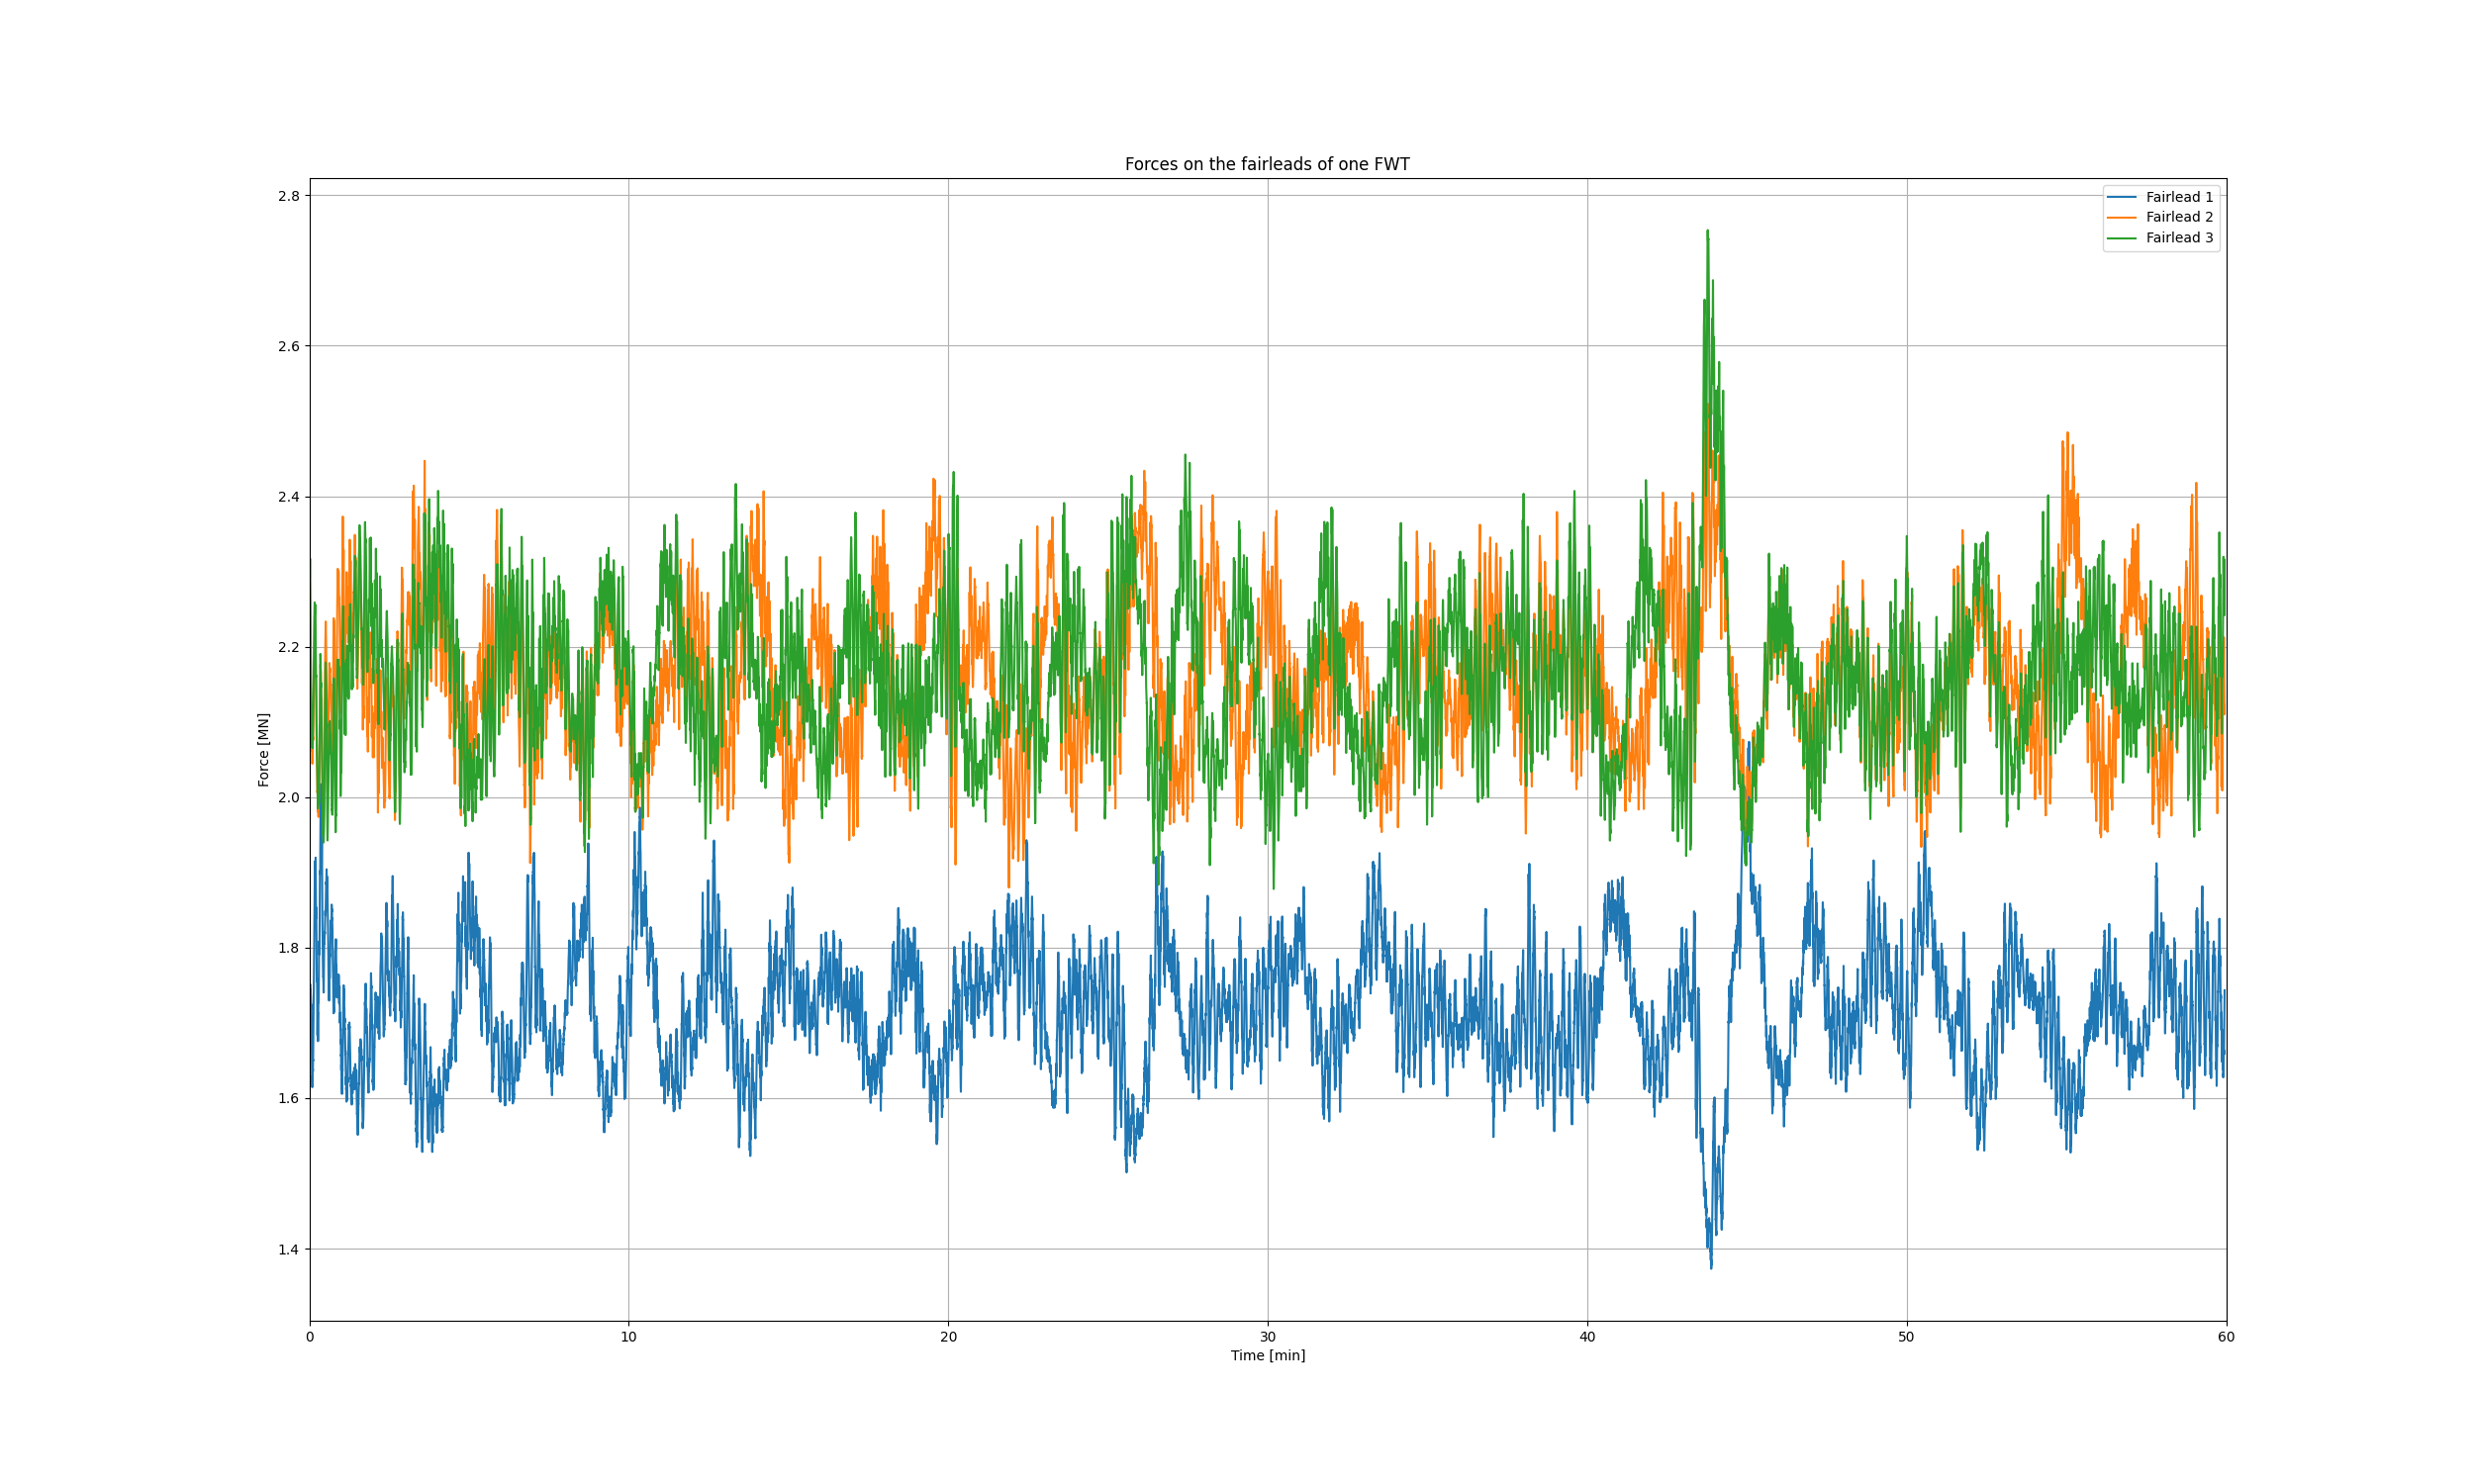 Forces on the fairleads of one FWT
Fairlead 1
Fairlead 2
Fairlead 3
2.8
2.6
2.4
2.2
2.0
1.8
1.6
1.4
Force [MN]
0 10 20 30 40 50 60
Time [min]